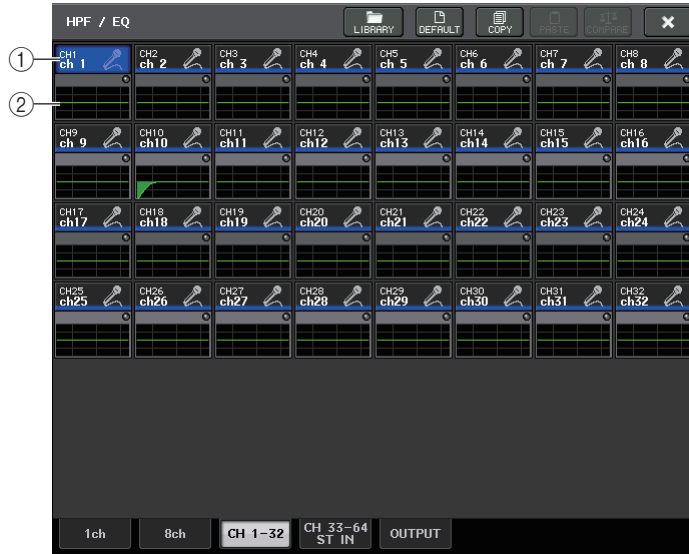 HPF / EQ
LIBRARY
DEFAULT
COPY
PASTE
COMPARE
①
②
CH1
ch 1
CH2
ch 2
CH3
ch 3
CH4
ch 4
CH5
ch 5
CH6
ch 6
CH7
ch 7
CH8
ch 8
CH9
ch 9
CH10
ch10
CH11
ch11
CH12
ch12
CH13
ch13
CH14
ch14
CH15
ch15
CH16
ch16
CH17
ch17
CH18
ch18
CH19
ch19
CH20
ch20
CH21
ch21
CH22
ch22
CH23
ch23
CH24
ch24
CH25
ch25
CH26
ch26
CH27
ch27
CH28
ch28
CH29
ch29
CH30
ch30
CH31
ch31
CH32
ch32
1ch
8ch
CH 1-32
CH 33-64
ST IN
OUTPUT